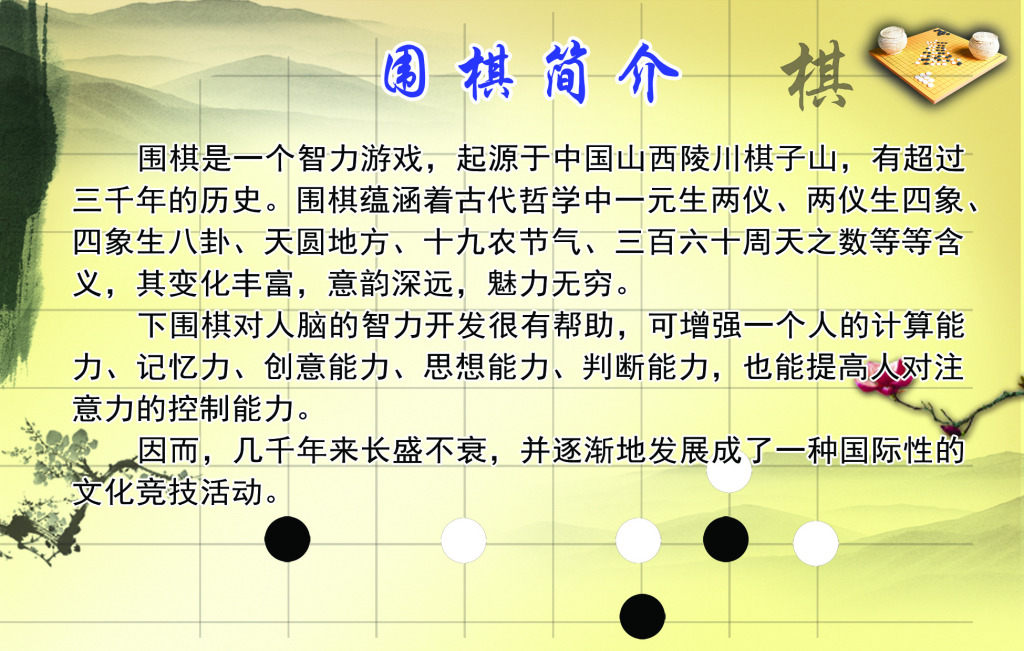 围棋简介
棋
围棋是一个智力游戏，起源于中国山西陵川棋子山，有超过
三千年的历史。围棋蕴涵着古代哲学中一元生两仪、两仪生四象、
四象生八卦、天圆地方、十九农节气、三百六十周天之数等等含
义，其变化丰富，意韵深远，魅力无穷。
下围棋对人脑的智力开发很有帮助，可增强一个人的计算能
力、记忆力、创意能力、思想能力、判断能力，也能提高人对注
意力的控制能力。
因而，几千年来长盛不衰，并逐渐地发展成了一种国际性的
文化竞技活动。